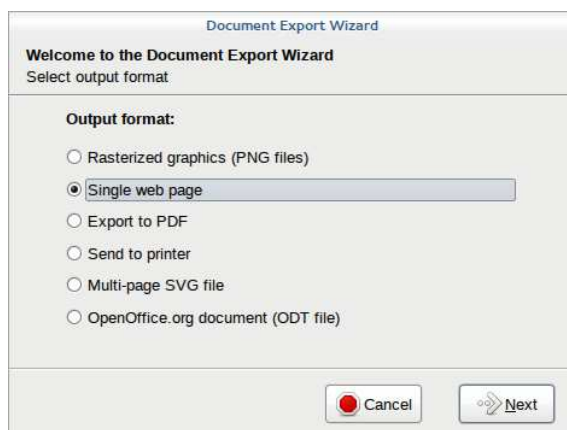 Document Export Wizard
Welcome to the Document Export Wizard
Select output format
Output format:
Rasterized graphics (PNG files)
Single web page
Export to PDF
Send to printer
Multi-page SVG file
OpenOffice.org document (ODT file)
Cancel
Next